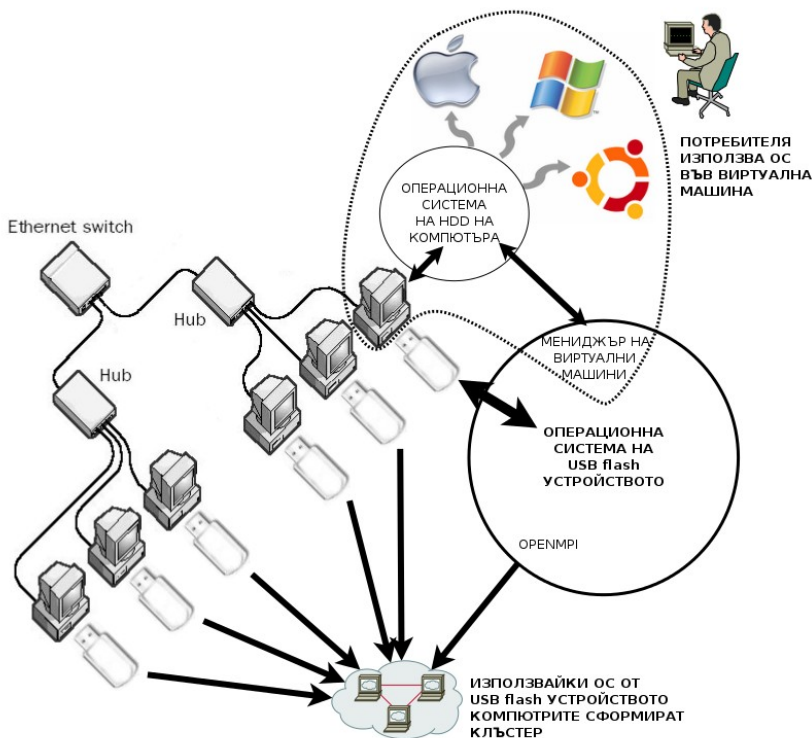 ПОТРЕБИТЕЛЯ
ИЗПОЛЗВА ОС
ВЪВ ВИРТУАЛНА
МАШИНА
ОПЕРАЦИОННА
СИСТЕМА
НА HDD НА
КОМПЮТЪРА
Ethernet switch
Hub
Hub
МЕНИДЖЪР НА
ВИРТУАЛНИ
МАШИНИ
ОПЕРАЦИОННА
СИСТЕМА НА
USB flash
УСТРОЙСТВОТО
OPENMPI
ИЗПОЛЗВАЙКИ ОС ОТ
USB flash УСТРОЙСТВОТО
КОМПЮТРИТЕ СФОРМИРАТ
КЛЪСТЕР